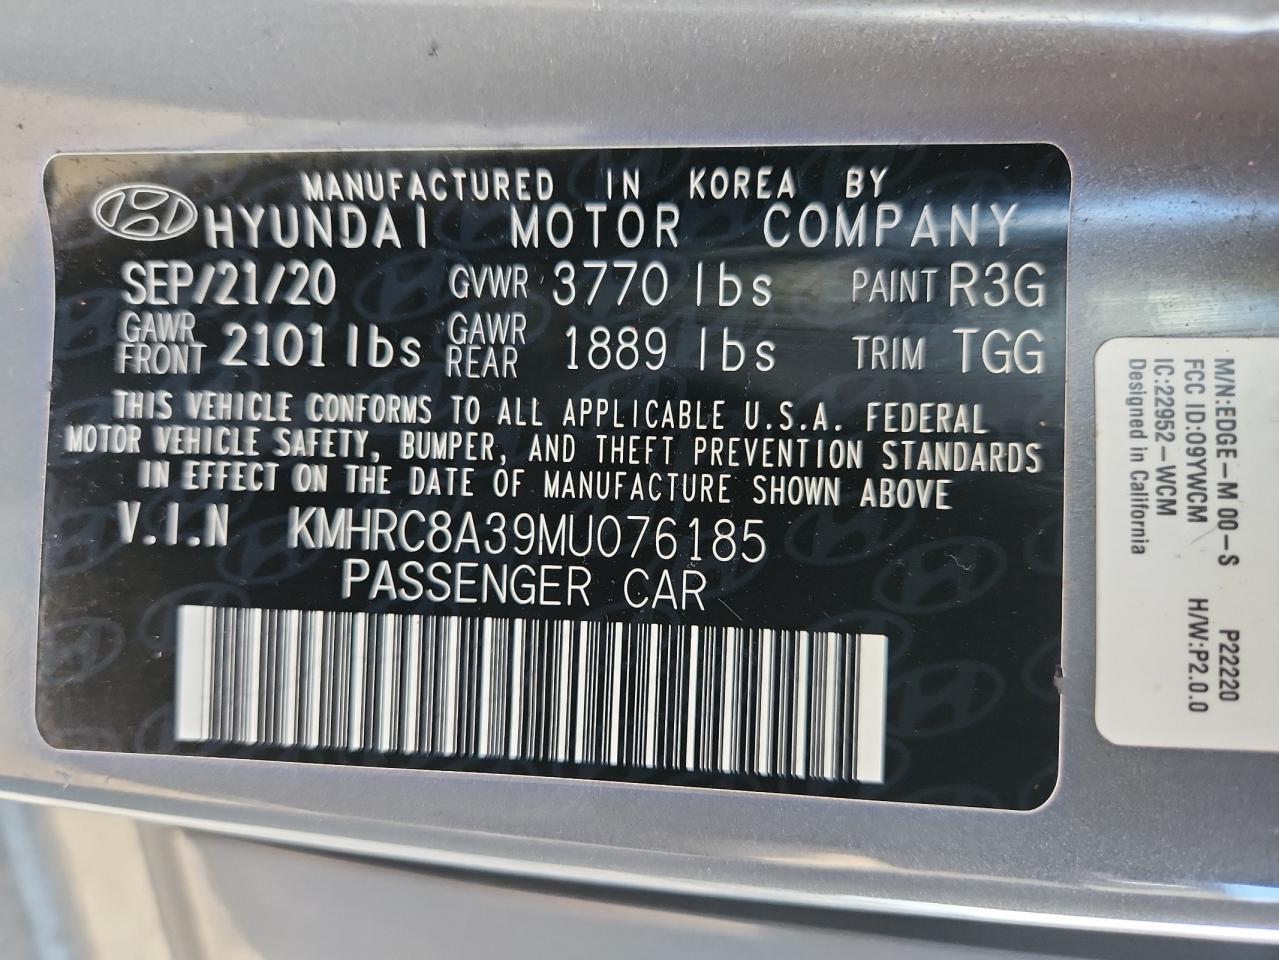 MANUFACTURED IN KOREA BY
HYUNDAI MOTOR COMPANY
SEP/21/20 GVWR 3770 lbs PAINT R3G
GAWR FRONT 2101 lbs GAWR REAR 1889 lbs TRIM TGG
THIS VEHICLE CONFORMS TO ALL APPLICABLE U.S.A. FEDERAL
MOTOR VEHICLE SAFETY, BUMPER, AND THEFT PREVENTION STANDARDS
IN EFFECT ON THE DATE OF MANUFACTURE SHOWN ABOVE
V.I.N KMHRC8A39MU076185
PASSENGER CAR
M/N:EDGE-M 00-S P22220
FCC ID:O9YWCM H/W:P2.0.0
IC:22952-WCM
Designed in California